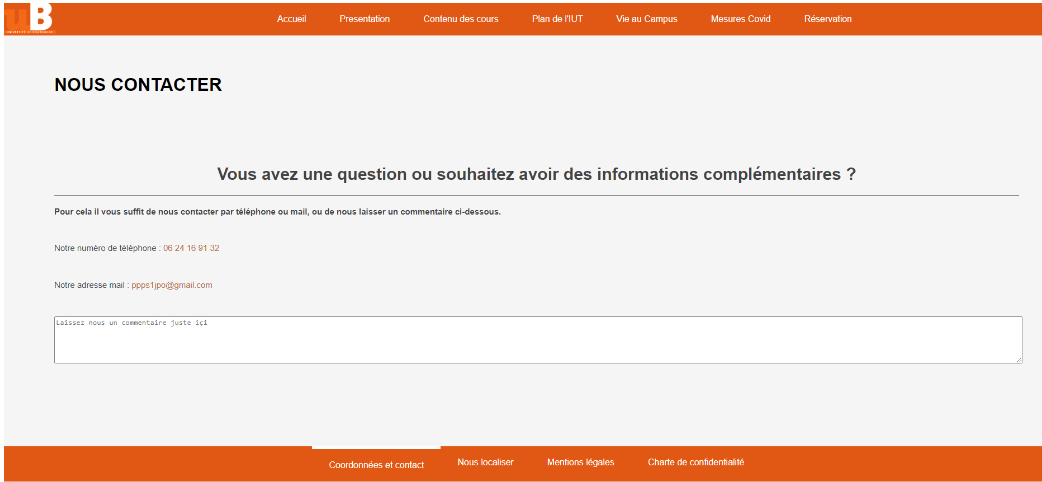 uB
Accueil Presentation Contenu des cours Plan de l'IUT Vie au Campus Mesures Covid Réservation
NOUS CONTACTER
Vous avez une question ou souhaitez avoir des informations complémentaires ?
Pour cela il vous suffit de nous contacter par téléphone ou mail, ou de nous laisser un commentaire ci-dessous.
Notre numéro de téléphone : 06 24 16 91 32
Notre adresse mail : ppps1jpo@gmail.com
Laissez nous un commentaire juste içi
Coordonnées et contact Nous localiser Mentions légales Charte de confidentialité